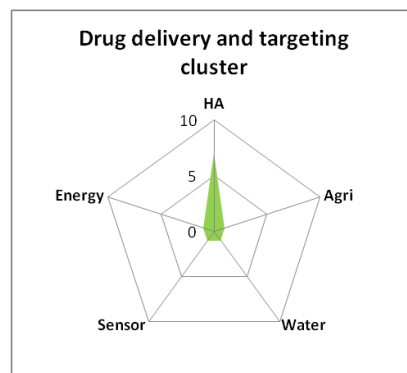 Drug delivery and targeting
cluster
HA
10
Energy
5
Agri
0
Sensor
Water